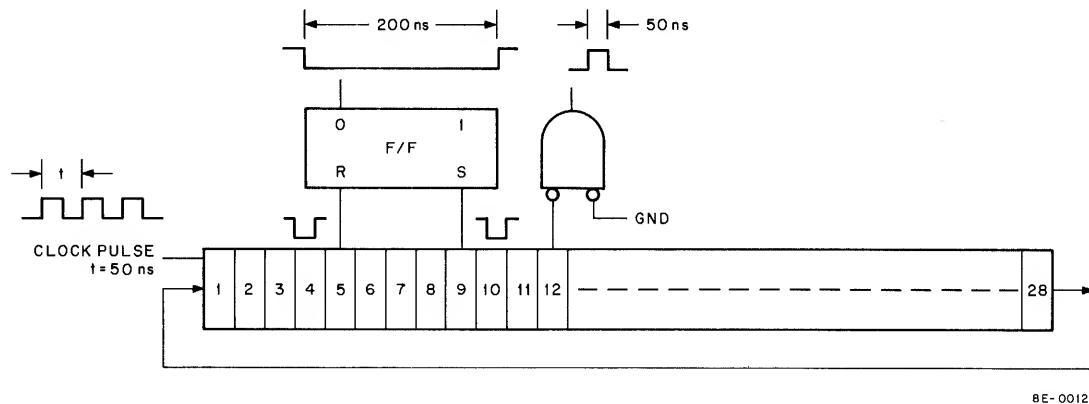 200 ns
50 ns
0 1
F/F
R S
t
GND
CLOCK PULSE
t = 50 ns
1 2 3 4 5 6 7 8 9 10 11 12 28
8E-0012